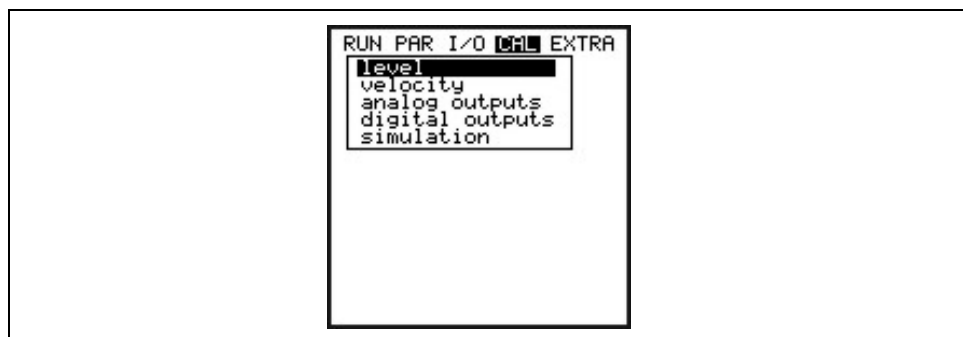 RUN PAR I/O CAL EXTRA
level
velocity
analog outputs
digital outputs
simulation